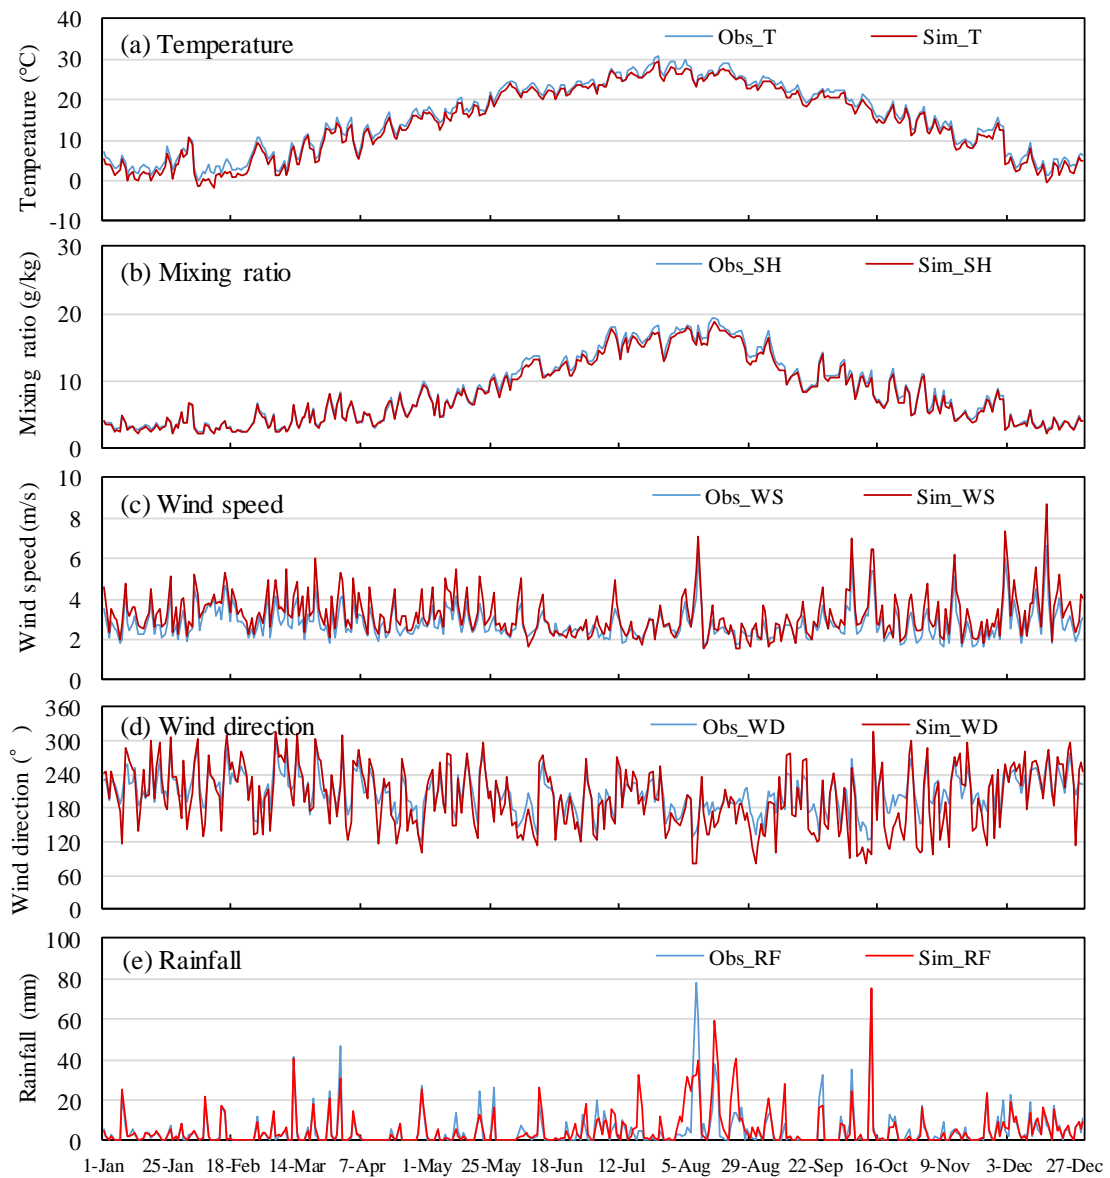 40
(a) Temperature
Obs_T
Sim_T
30
20
10
0
-10
Temperature (°C)
30
(b) Mixing ratio
Obs_SH
Sim_SH
20
10
0
Mixing ratio (g/kg)
10
(c) Wind speed
Obs_WS
Sim_WS
8
6
4
2
0
Wind speed (m/s)
360
(d) Wind direction
Obs_WD
Sim_WD
300
240
180
120
60
0
Wind direction (°)
100
(e) Rainfall
Obs_RF
Sim_RF
80
60
40
20
0
Rainfall (mm)
1-Jan 25-Jan 18-Feb 14-Mar 7-Apr 1-May 25-May 18-Jun 12-Jul 5-Aug 29-Aug 22-Sep 16-Oct 9-Nov 3-Dec 27-Dec